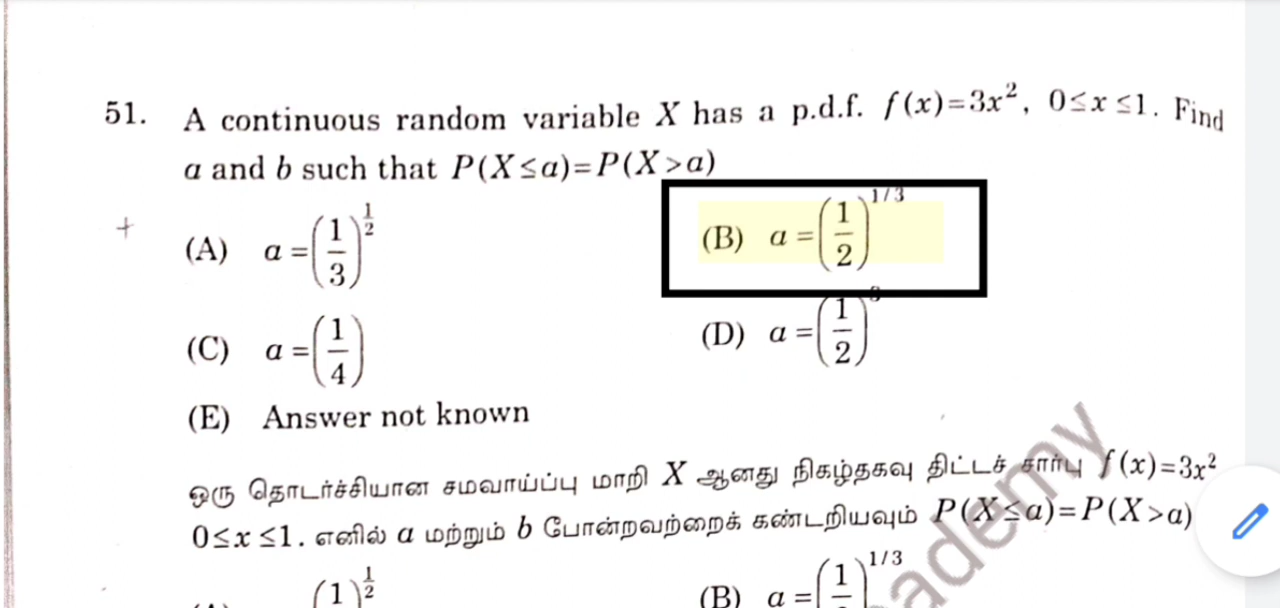 51. A continuous random variable X has a p.d.f. f(x)=3x², 0≤x≤1. Find
a and b such that P(X≤a)=P(X>a)
(A) a=(1/3)^(1/2) (B) a=(1/2)^(1/3)
(C) a=(1/4) (D) a=(1/2)
(E) Answer not known
ஒரு தொடர்ச்சியான சமவாய்ப்பு மாறி X ஆனது நிகழ்தகவு திட்டச் சார்பு f(x)=3x²
0≤x≤1. எனில் a மற்றும் b போன்றவற்றைக் கண்டறியவும் P(X≤a)=P(X>a)
(B) a=